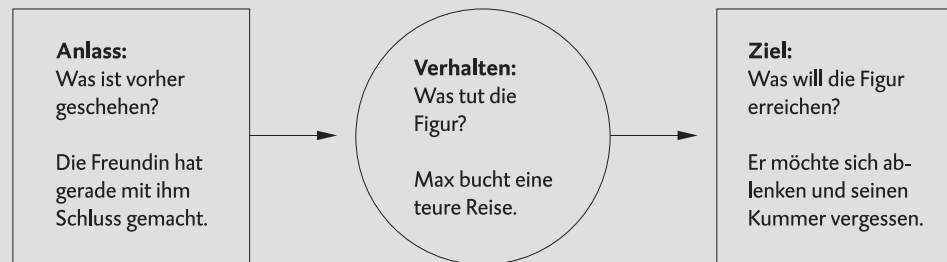 Anlass:
Was ist vorher
geschehen?
Die Freundin hat
gerade mit ihm
Schluss gemacht.
Verhalten:
Was tut die
Figur?
Max bucht eine
teure Reise.
Ziel:
Was will die Figur
erreichen?
Er möchte sich ab-
lenken und seinen
Kummer vergessen.